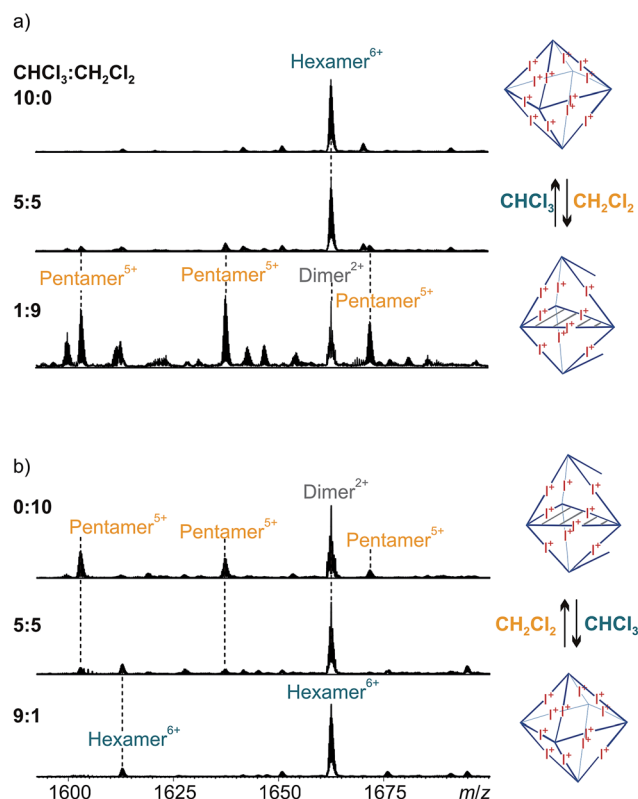 a)
CHCl₃:CH₂Cl₂
10:0
Hexamer⁶⁺
I⁺ I⁺
I⁺ I⁺ I⁺ I⁺
I⁺ I⁺ I⁺ I⁺
I⁺ I⁺
5:5
CHCl₃ CH₂Cl₂
Pentamer⁵⁺ Pentamer⁵⁺ Dimer²⁺
Pentamer⁵⁺
1:9
I⁺ I⁺ I⁺
I⁺ I⁺
I⁺ I⁺
I⁺ I⁺
b)
0:10
Dimer²⁺
Pentamer⁵⁺ Pentamer⁵⁺ Pentamer⁵⁺
I⁺ I⁺ I⁺
I⁺ I⁺
I⁺ I⁺
I⁺ I⁺
5:5
CH₂Cl₂ CHCl₃
9:1
Hexamer⁶⁺
Hexamer⁶⁺
I⁺ I⁺
I⁺ I⁺ I⁺ I⁺
I⁺ I⁺ I⁺ I⁺
I⁺ I⁺
1600 1625 1650 1675 m/z